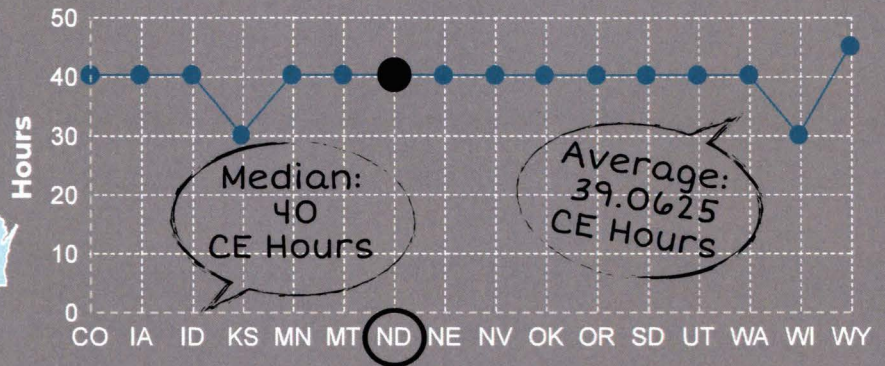 50
40
30
20
10
0
Hours
Median:
40
CE Hours
Average:
39.0625
CE Hours
CO IA ID KS MN MT ND NE NV OK OR SD UT WA WI WY